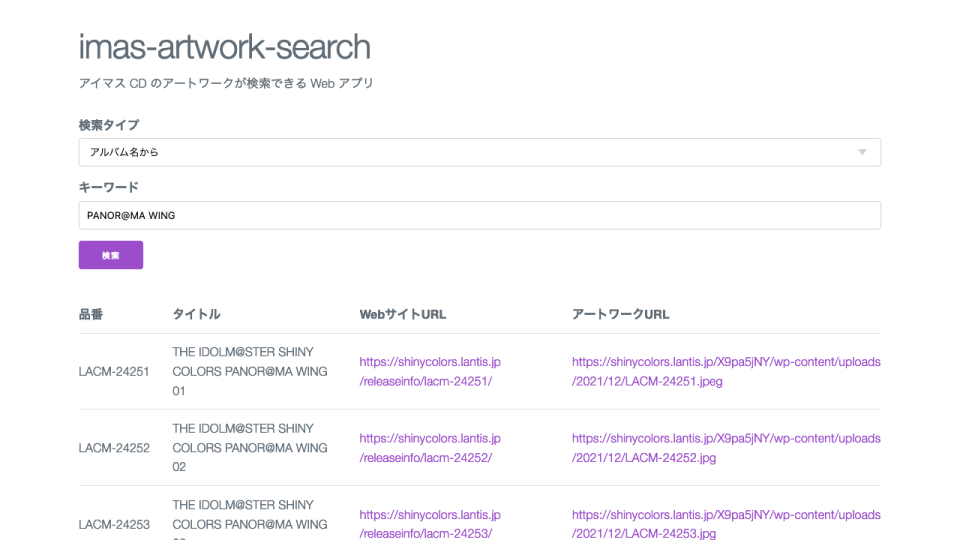 imas-artwork-search
アイマス CD のアートワークが検索できる Web アプリ
検索タイプ
アルバム名から
キーワード
PANOR@MA WING
検索
品番 タイトル WebサイトURL アートワークURL
LACM-24251
THE IDOLM@STER SHINY
COLORS PANOR@MA WING
01
https://shinycolors.lantis.jp
/releaseinfo/lacm-24251/
https://shinycolors.lantis.jp/X9pa5jNY/wp-content/uploads
/2021/12/LACM-24251.jpeg
LACM-24252
THE IDOLM@STER SHINY
COLORS PANOR@MA WING
02
https://shinycolors.lantis.jp
/releaseinfo/lacm-24252/
https://shinycolors.lantis.jp/X9pa5jNY/wp-content/uploads
/2021/12/LACM-24252.jpg
LACM-24253
THE IDOLM@STER SHINY
COLORS PANOR@MA WING
https://shinycolors.lantis.jp
/releaseinfo/lacm-24253/
https://shinycolors.lantis.jp/X9pa5jNY/wp-content/uploads
/2021/12/LACM-24253.jpg